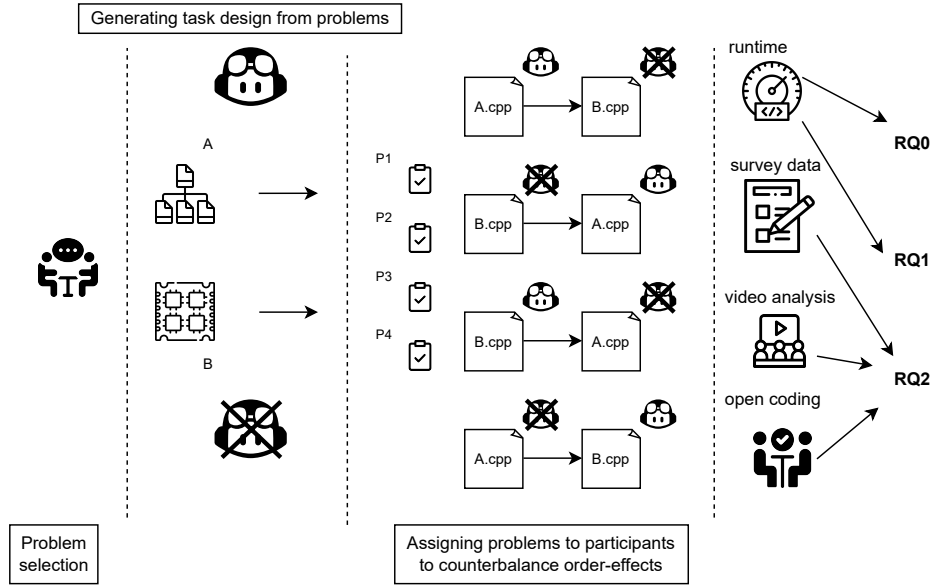 Generating task design from problems
A
B
Problem
selection
P1
P2
P3
P4
A.cpp
B.cpp
B.cpp
A.cpp
B.cpp
A.cpp
A.cpp
B.cpp
Assigning problems to participants
to counterbalance order-effects
runtime
</>
survey data
video analysis
open coding
RQ0
RQ1
RQ2